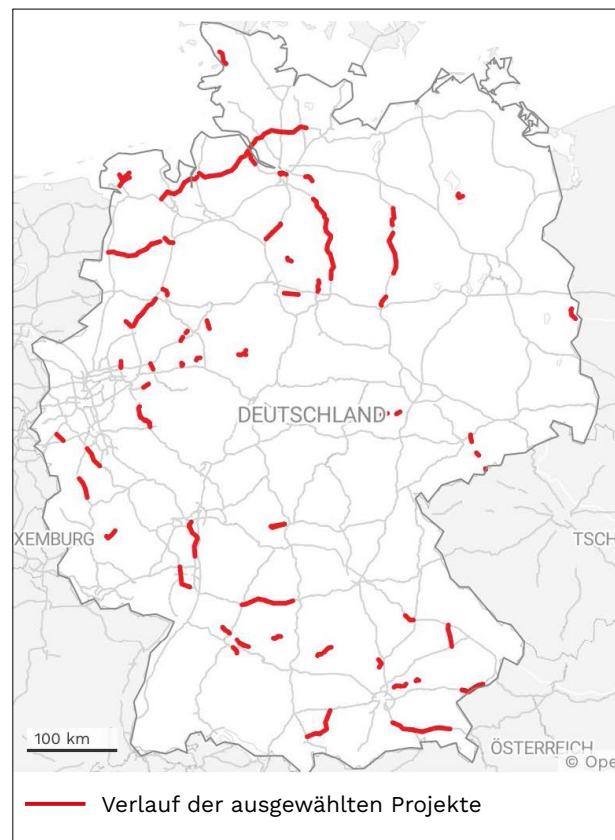 DEUTSCHLAND
XEMBURG
TSCH
100 km
ÖSTERREICH
© Ope
Verlauf der ausgewählten Projekte